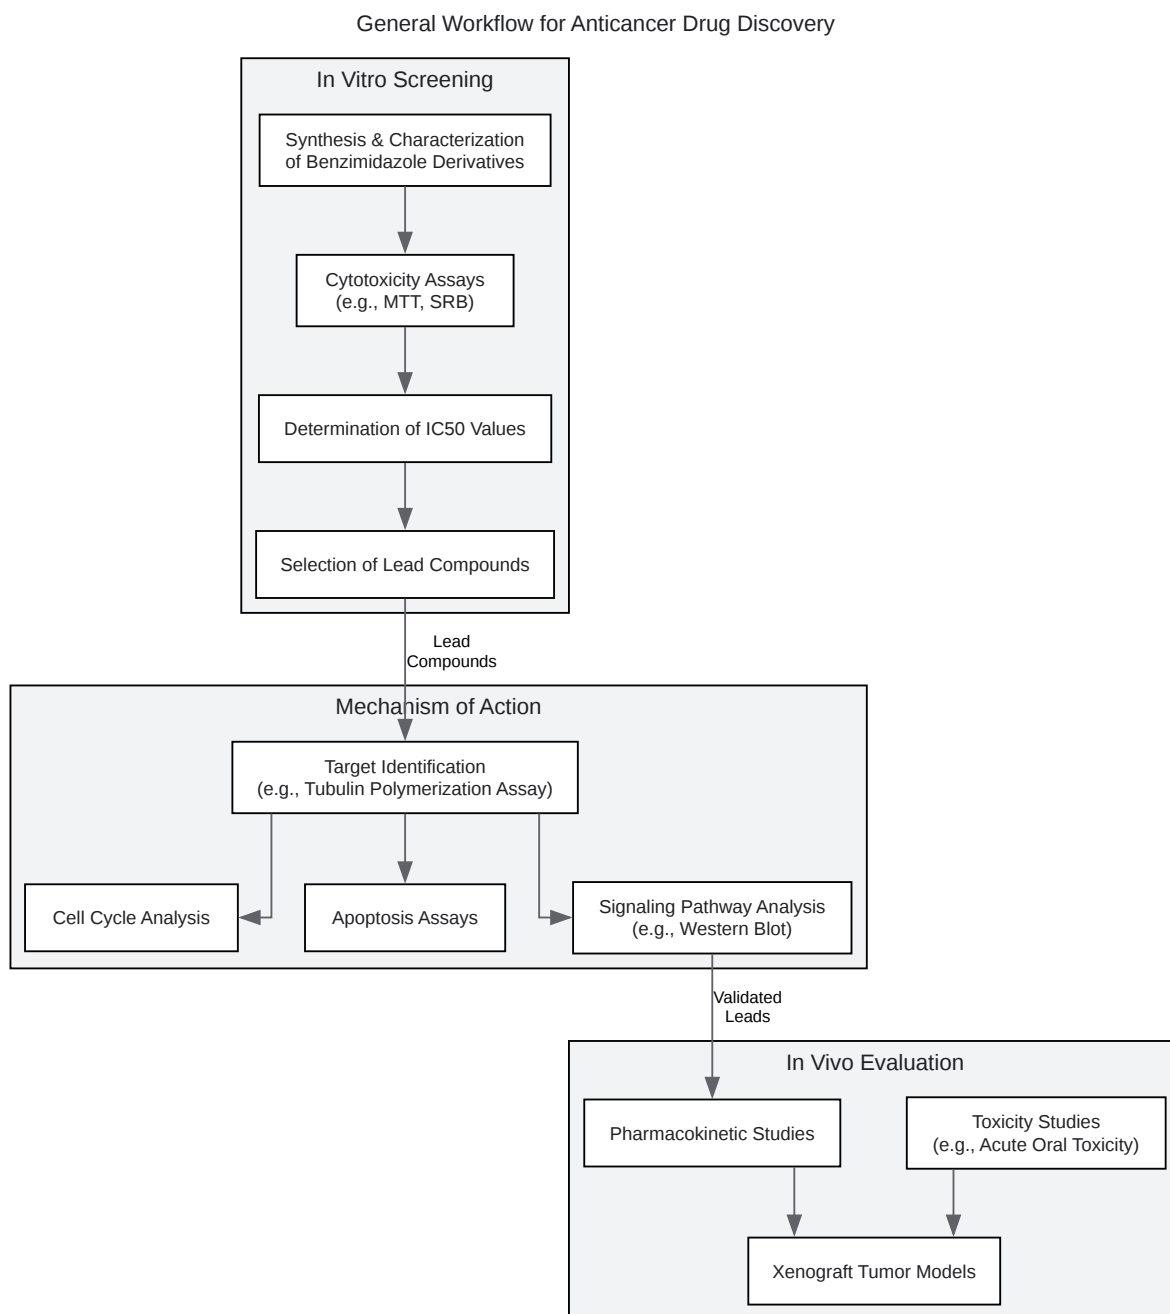 General Workflow for Anticancer Drug Discovery
In Vitro Screening
Synthesis & Characterization
of Benzimidazole Derivatives
Cytotoxicity Assays
(e.g., MTT, SRB)
Determination of IC50 Values
Selection of Lead Compounds
Lead
Compounds
Mechanism of Action
Target Identification
(e.g., Tubulin Polymerization Assay)
Cell Cycle Analysis
Apoptosis Assays
Signaling Pathway Analysis
(e.g., Western Blot)
Validated
Leads
In Vivo Evaluation
Pharmacokinetic Studies
Toxicity Studies
(e.g., Acute Oral Toxicity)
Xenograft Tumor Models